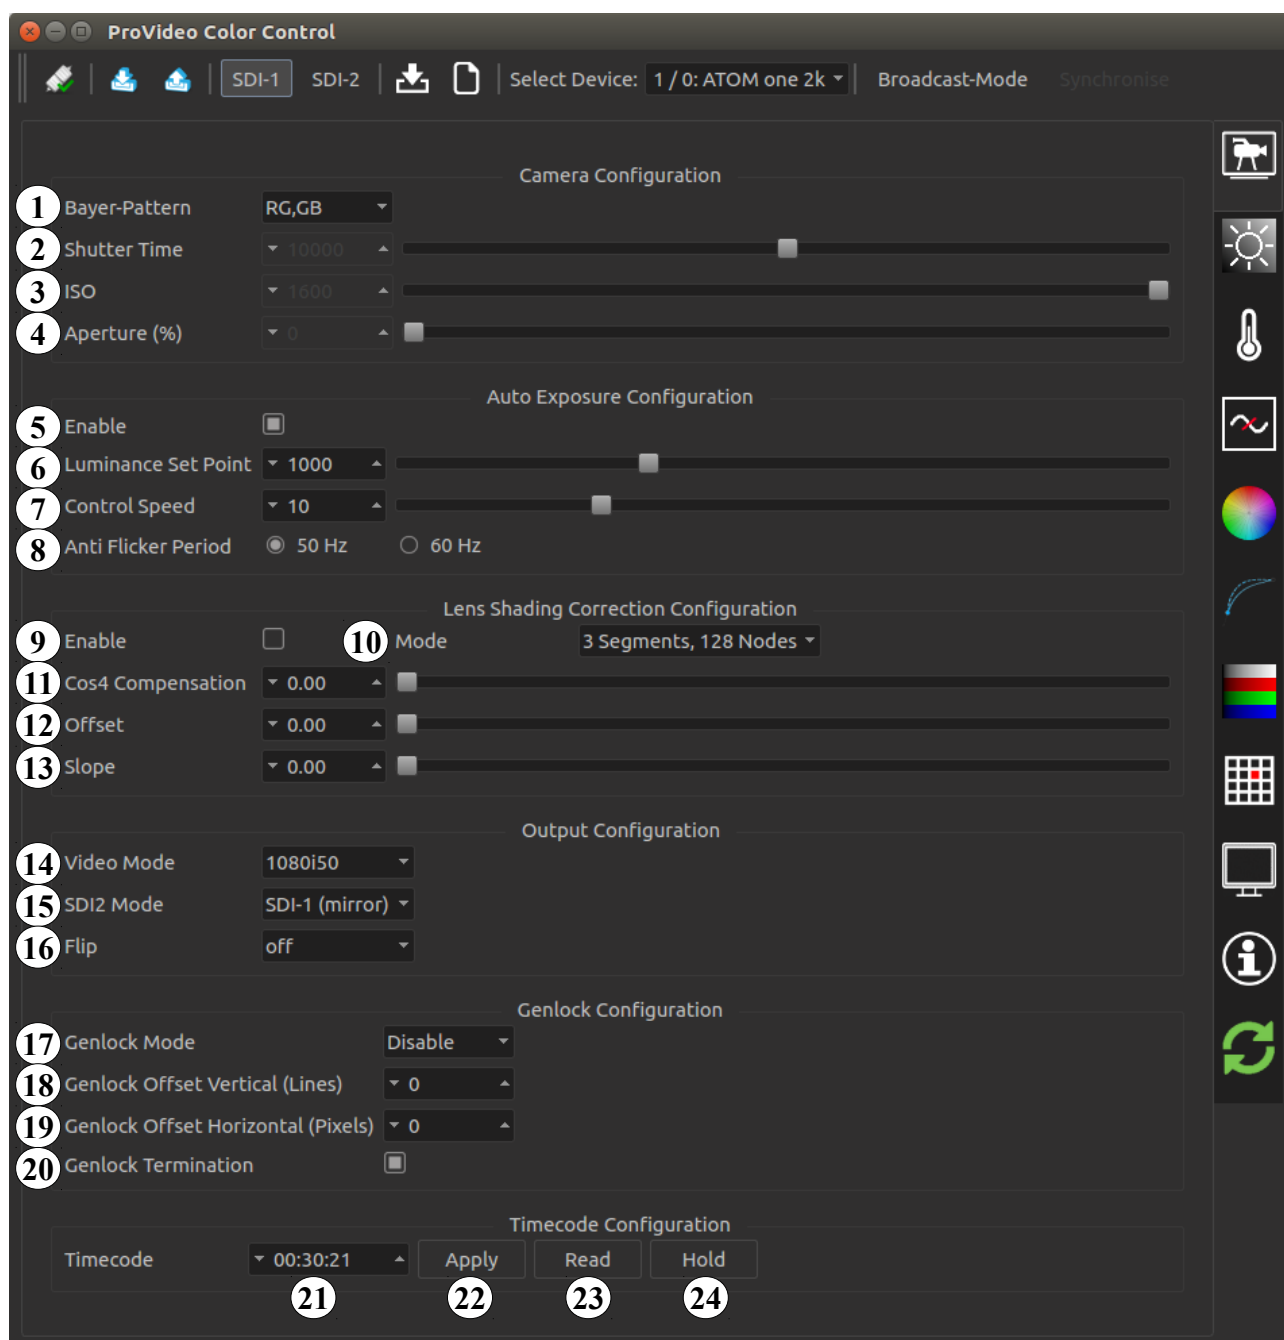 ProVideo Color Control
SDI-1 SDI-2 Select Device: 1 / 0: ATOM one 2k Broadcast-Mode Synchronise
Camera Configuration
1 Bayer-Pattern RG,GB
2 Shutter Time 10000
3 ISO 1600
4 Aperture (%) 0
Auto Exposure Configuration
5 Enable
6 Luminance Set Point 1000
7 Control Speed 10
8 Anti Flicker Period 50 Hz 60 Hz
Lens Shading Correction Configuration
9 Enable 10 Mode 3 Segments, 128 Nodes
11 Cos4 Compensation 0.00
12 Offset 0.00
13 Slope 0.00
Output Configuration
14 Video Mode 1080i50
15 SDI2 Mode SDI-1 (mirror)
16 Flip off
Genlock Configuration
17 Genlock Mode Disable
18 Genlock Offset Vertical (Lines) 0
19 Genlock Offset Horizontal (Pixels) 0
20 Genlock Termination
Timecode Configuration
Timecode 00:30:21 Apply Read Hold
21 22 23 24